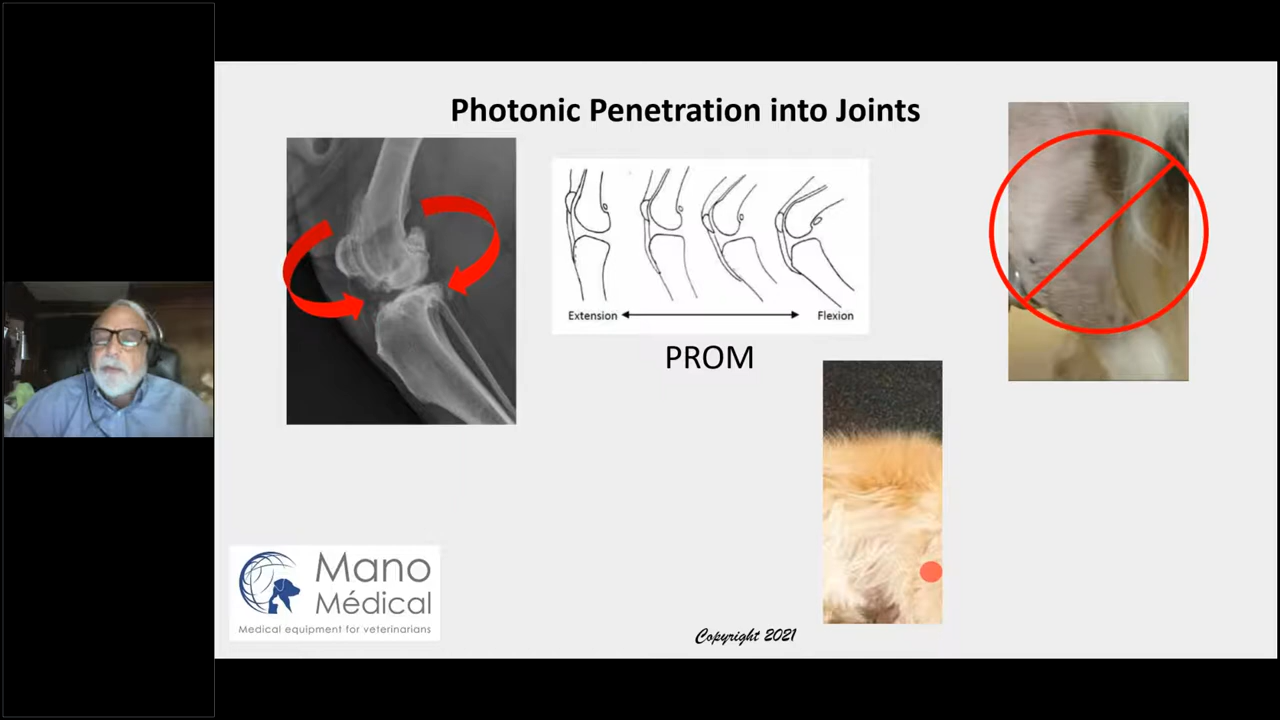 Photonic Penetration into Joints
Extension
Flexion
PROM
Mano
Médical
Medical equipment for veterinarians
Copyright 2021